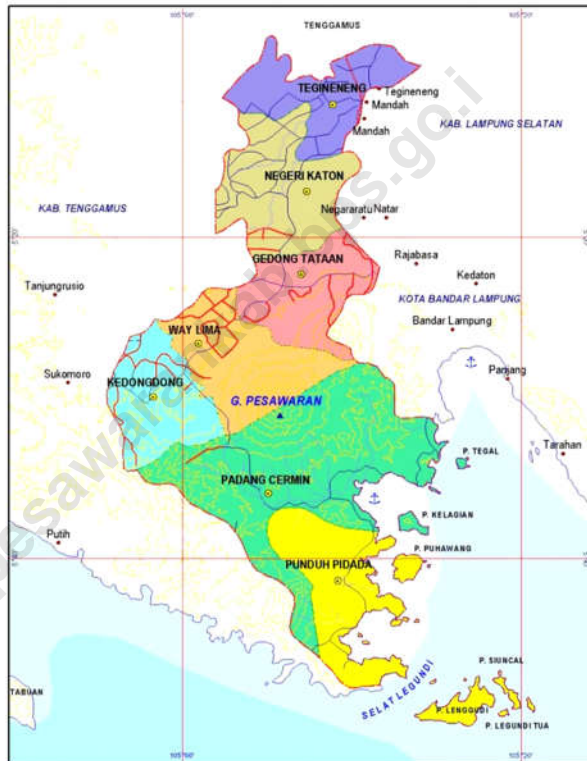 TENGGAMUS
TEGINENENG
Tegineneng
Mandah
Mandah
KAB. LAMPUNG SELATAN
NEGERI KATON
KAB. TENGGAMUS
Negararatu
Natar
GEDONG TATAAN
Rajabasa
Kedaton
Tanjungrusio
KOTA BANDAR LAMPUNG
WAY LIMA
Bandar Lampung
Sukomoro
KEDONGDONG
Panjang
G. PESAWARAN
Tarahan
P. TEGAL
PADANG CERMIN
P. KELAGIAN
Putih
P. PUHAWANG
PUNDUH PIDADA
P. SIUNCAL
TABUAN
SELAT LEGUNDI
P. LENGGUDI
P. LEGUNDI TUA